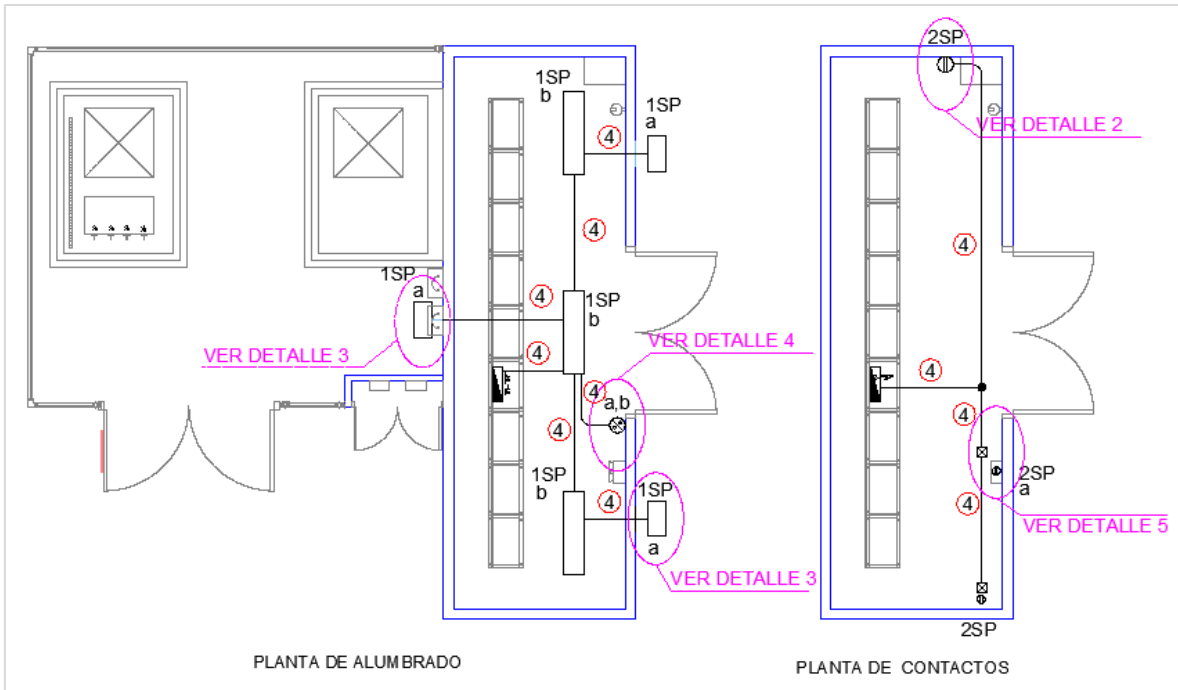 1SP
b
1SP
a
4
4
1SP
a
4
1SP
b
VER DETALLE 3
4
VER DETALLE 4
4
a,b
4
1SP
b
4
1SP
a
VER DETALLE 3
PLANTA DE ALUMBRADO
2SP
VER DETALLE 2
4
4
4
2SP
a
4
VER DETALLE 5
2SP
PLANTA DE CONTACTOS